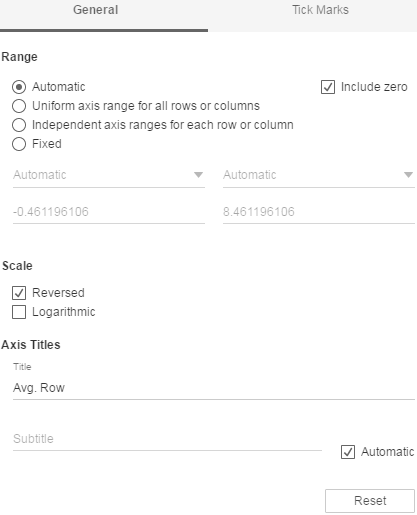 General Tick Marks
Range
Automatic Include zero
Uniform axis range for all rows or columns
Independent axis ranges for each row or column
Fixed
Automatic Automatic
-0.461196106 8.461196106
Scale
Reversed
Logarithmic
Axis Titles
Title
Avg. Row
Subtitle Automatic
Reset